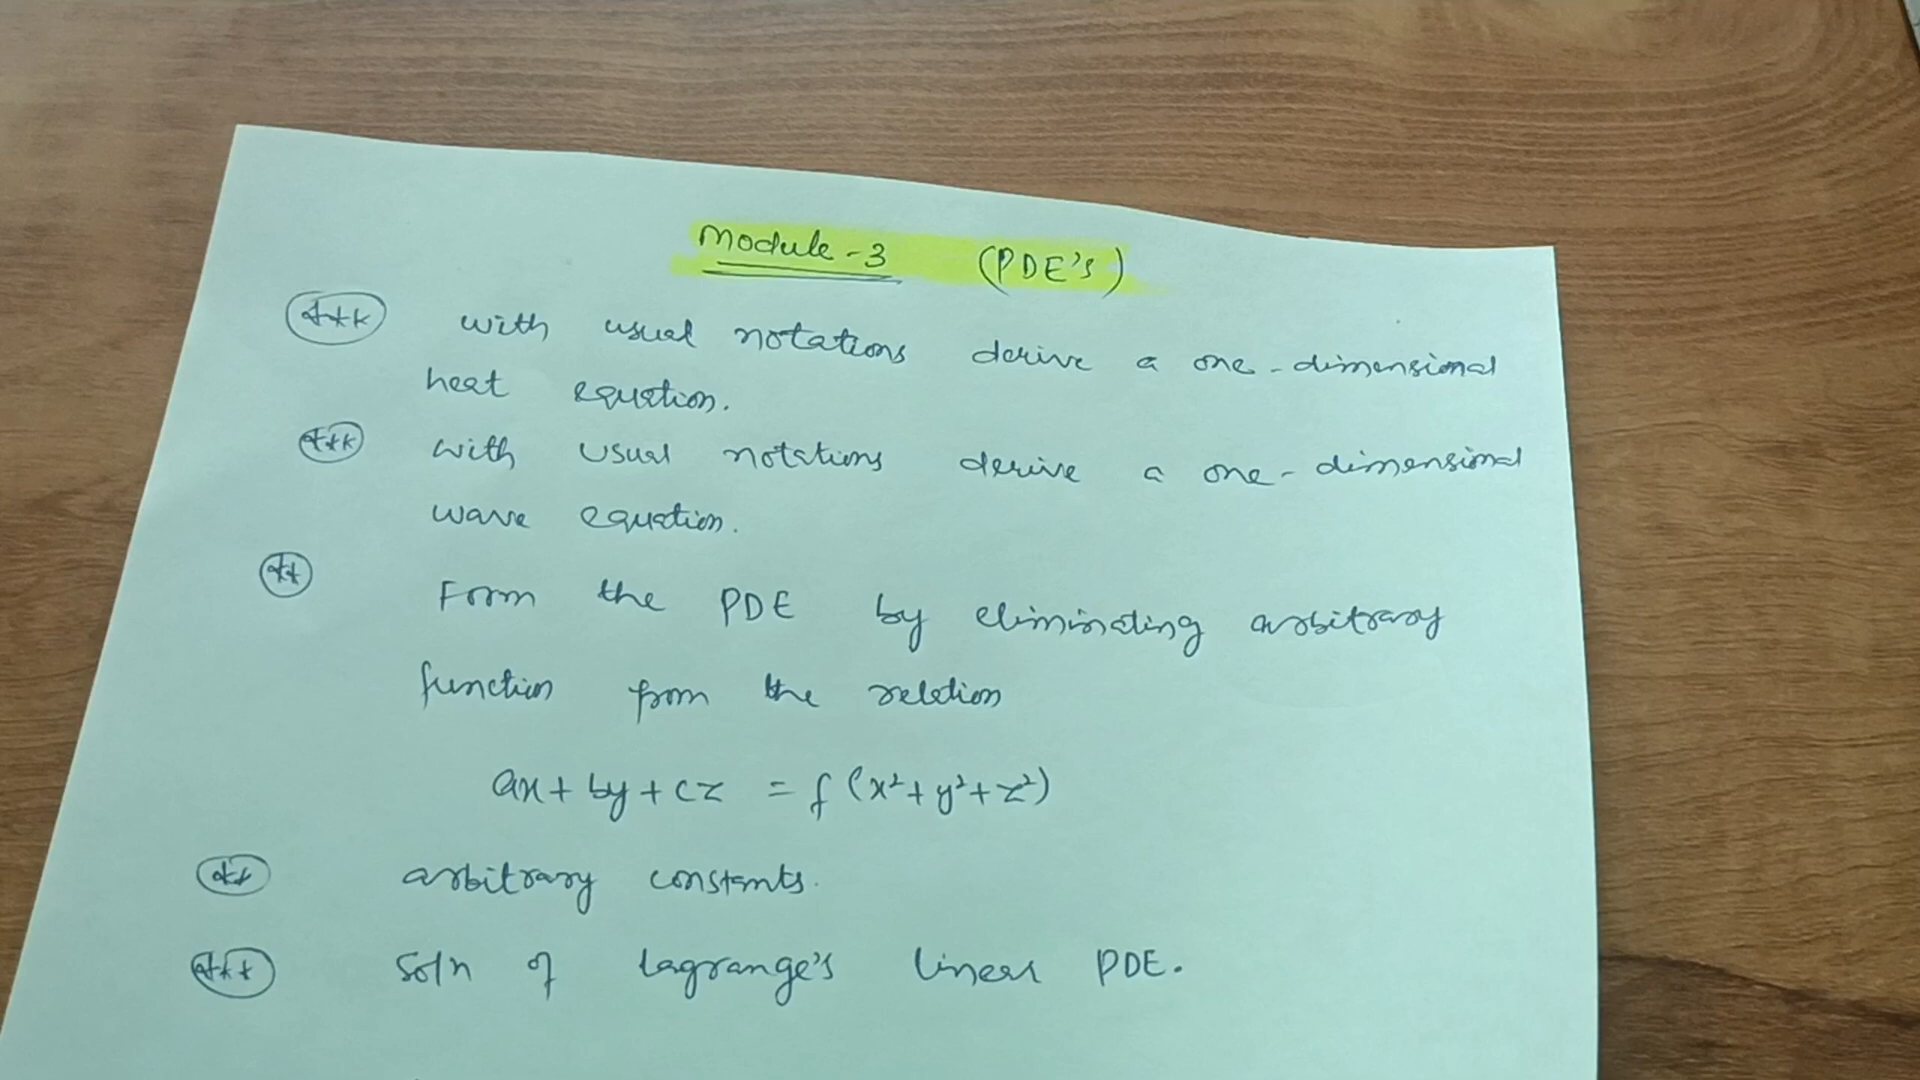 Module-3 (PDE's)
*** with usual notations derive a one-dimensional
heat equation.
*** with usual notations derive a one-dimensional
wave equation.
** Form the PDE by eliminating arbitrary
function from the relation
ax + by + cz = f(x²+y²+z²)
** arbitrary constants.
*** soln of lagrange's linear PDE.